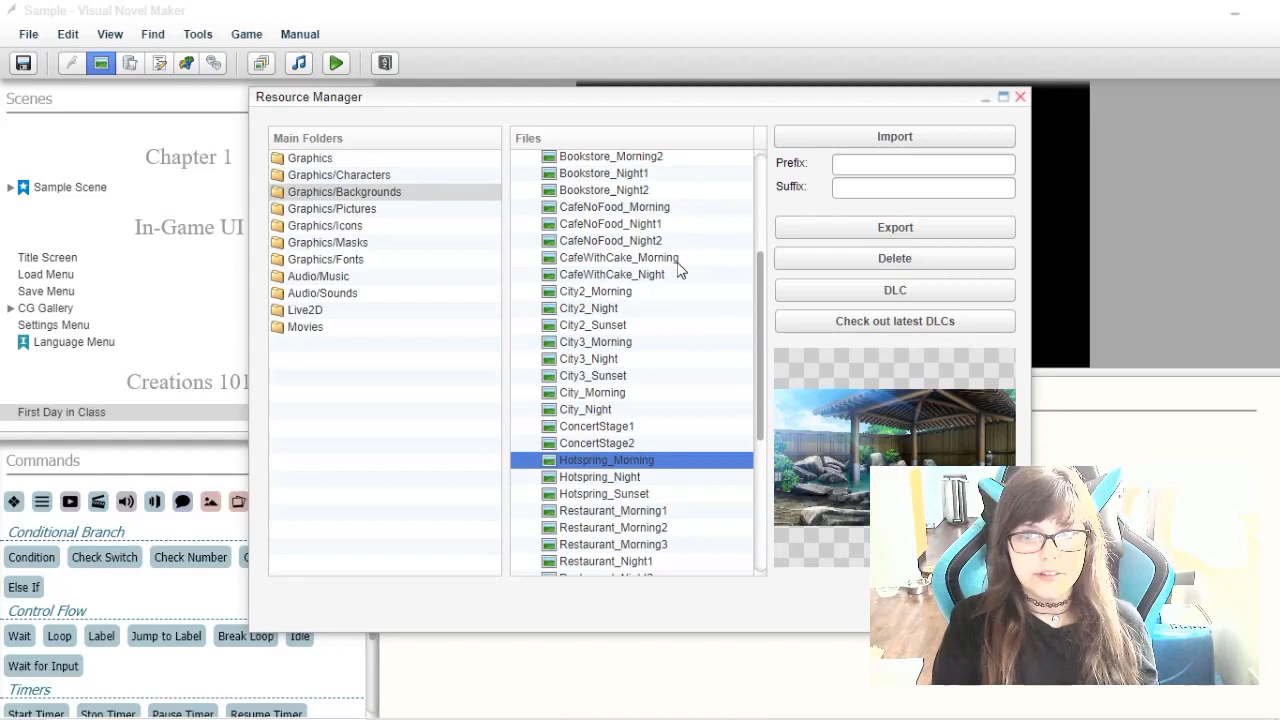 Sample - Visual Novel Maker
File Edit View Find Tools Game Manual
Scenes
Chapter 1
Sample Scene
In-Game UI
Title Screen
Load Menu
Save Menu
CG Gallery
Settings Menu
Language Menu
Creations 101
First Day in Class
Commands
Conditional Branch
Condition Check Switch Check Number
Else If
Control Flow
Wait Loop Label Jump to Label Break Loop Idle
Wait for Input
Timers
Start Timer Stop Timer Pause Timer Resume Timer
Resource Manager
Main Folders
Graphics
Graphics/Characters
Graphics/Backgrounds
Graphics/Pictures
Graphics/Icons
Graphics/Masks
Graphics/Fonts
Audio/Music
Audio/Sounds
Live2D
Movies
Files
Bookstore_Morning2
Bookstore_Night1
Bookstore_Night2
CafeNoFood_Morning
CafeNoFood_Night1
CafeNoFood_Night2
CafeWithCake_Morning
CafeWithCake_Night
City2_Morning
City2_Night
City2_Sunset
City3_Morning
City3_Night
City3_Sunset
City_Morning
City_Night
ConcertStage1
ConcertStage2
Hotspring_Morning
Hotspring_Night
Hotspring_Sunset
Restaurant_Morning1
Restaurant_Morning2
Restaurant_Morning3
Restaurant_Night1
Import
Prefix:
Suffix:
Export
Delete
DLC
Check out latest DLCs